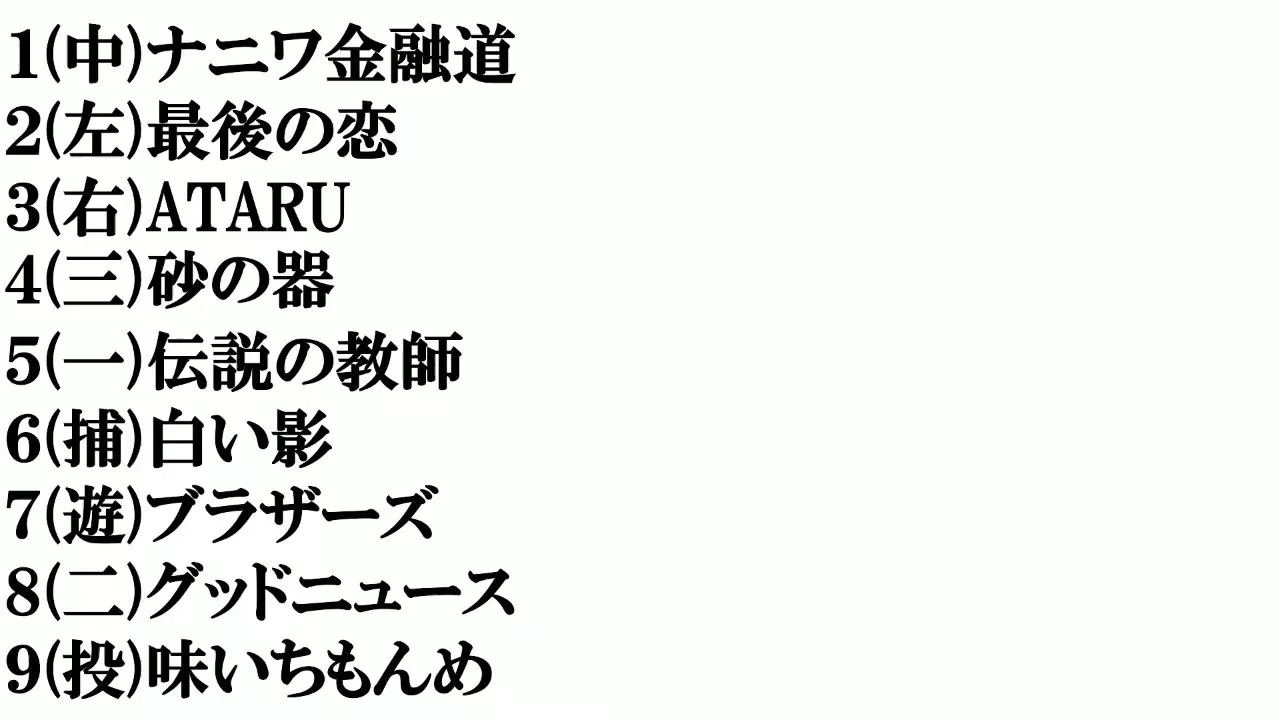 1(中)ナニワ金融道
2(左)最後の恋
3(右)ATARU
4(三)砂の器
5(一)伝説の教師
6(捕)白い影
7(遊)ブラザーズ
8(二)グッドニュース
9(投)味いちもんめ